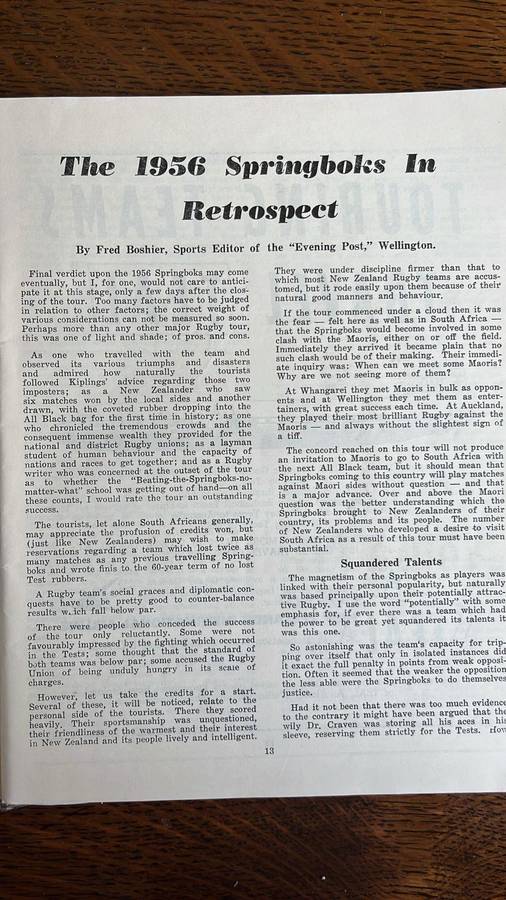 The 1956 Springboks In
Retrospect
By Fred Boshier, Sports Editor of the "Evening Post," Wellington.
Final verdict upon the 1956 Springboks may come
eventually, but I, for one, would not care to antici-
pate it at this stage, only a few days after the clos-
ing of the tour. Too many factors have to be judged
in relation to other factors; the correct weight of
various considerations can not be measured so soon.
Perhaps more than any other major Rugby tour,
this was one of light and shade; of pros. and cons.
As one who travelled with the team and
observed its various triumphs and disasters
and admired how naturally the tourists
followed Kiplings' advice regarding those two
imposters; as a New Zealander who saw
six matches won by the local sides and another
drawn, with the coveted rubber dropping into the
All Black bag for the first time in history; as one
who chronicled the tremendous crowds and the
consequent immense wealth they provided for the
national and district Rugby unions; as a layman
student of human behaviour and the capacity of
nations and races to get together; and as a Rugby
writer who was concerned at the outset of the tour
as to whether the "Beating-the-Springboks-no-
matter-what" school was getting out of hand—on all
these counts, I would rate the tour an outstanding
success.
The tourists, let alone South Africans generally,
may appreciate the profusion of credits won, but
(just like New Zealanders) may wish to make
reservations regarding a team which lost twice as
many matches as any previous travelling Spring-
boks and wrote finis to the 60-year term of no lost
Test rubbers.
A Rugby team's social graces and diplomatic con-
quests have to be pretty good to counter-balance
results w.ich fall below par.
There were people who conceded the success
of the tour only reluctantly. Some were not
favourably impressed by the fighting which occurred
in the Tests; some thought that the standard of
both teams was below par; some accused the Rugby
Union of being unduly hungry in its scale of
charges.
However, let us take the credits for a start.
Several of these, it will be noticed, relate to the
personal side of the tourists. There they scored
heavily. Their sportsmanship was unquestioned,
their friendliness of the warmest and their interest
in New Zealand and its people lively and intelligent.
They were under discipline firmer than that to
which most New Zealand Rugby teams are accus-
tomed, but it rode easily upon them because of their
natural good manners and behaviour.
If the tour commenced under a cloud then it was
the fear — felt here as well as in South Africa —
that the Springboks would become involved in some
clash with the Maoris, either on or off the field.
Immediately they arrived it became plain that no
such clash would be of their making. Their immedi-
ate inquiry was: When can we meet some Maoris?
Why are we not seeing more of them?
At Whangarei they met Maoris in bulk as oppon-
ents and at Wellington they met them as enter-
tainers, with great success each time. At Auckland,
they played their most brilliant Rugby against the
Maoris — and always without the slightest sign of
a tiff.
The concord reached on this tour will not produce
an invitation to Maoris to go to South Africa with
the next All Black team, but it should mean that
Springboks coming to this country will play matches
against Maori sides without question — and that
is a major advance. Over and above the Maori
question was the better understanding which the
Springboks brought to New Zealanders of their
country, its problems and its people. The number
of New Zealanders who developed a desire to visit
South Africa as a result of this tour must have been
substantial.
Squandered Talents
The magnetism of the Springboks as players was
linked with their personal popularity, but naturally
was based principally upon their potentially attrac-
tive Rugby. I use the word "potentially" with some
emphasis for, if ever there was a team which had
the power to be great yet squandered its talents it
was this one.
So astonishing was the team's capacity for trip-
ping over itself that only in isolated instances did
it exact the full penalty in points from weak opposi-
tion. Often it seemed that the weaker the opposition
the less able were the Springboks to do themselves
justice.
Had it not been that there was too much evidence
to the contrary it might have been argued that the
wily Dr. Craven was storing all his aces in his
sleeve, reserving them strictly for the Tests.
13